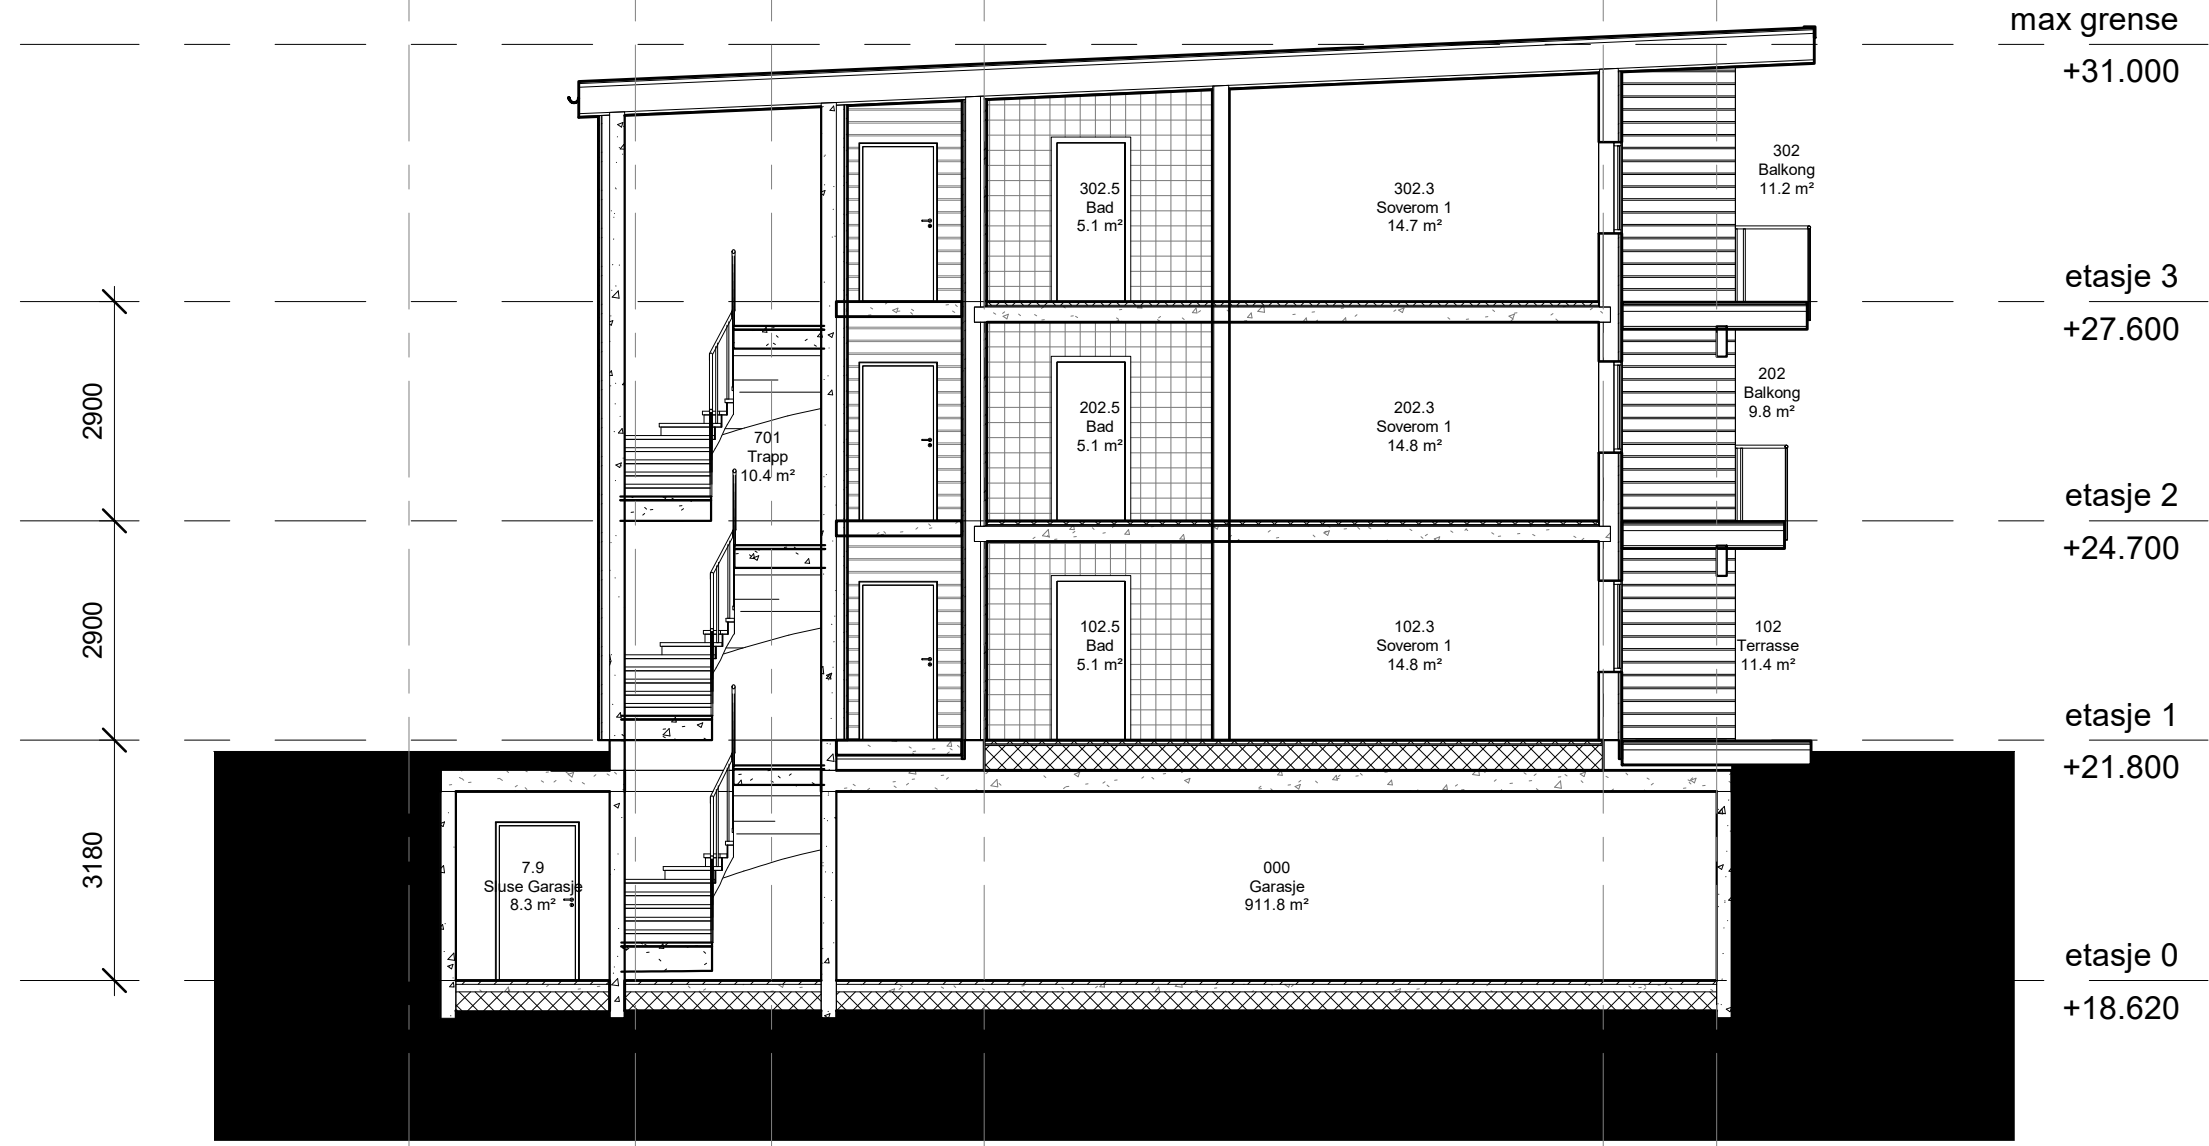 max grense
+31.000
302
Balkong
11.2 m²
302.5
Bad
5.1 m²
302.3
Soverom 1
14.7 m²
etasje 3
+27.600
2900
202
Balkong
9.8 m²
202.5
Bad
5.1 m²
202.3
Soverom 1
14.8 m²
701
Trapp
10.4 m²
etasje 2
+24.700
2900
102.5
Bad
5.1 m²
102.3
Soverom 1
14.8 m²
102
Terrasse
11.4 m²
etasje 1
+21.800
3180
7.9
Sluse Garasje
8.3 m²
000
Garasje
911.8 m²
etasje 0
+18.620